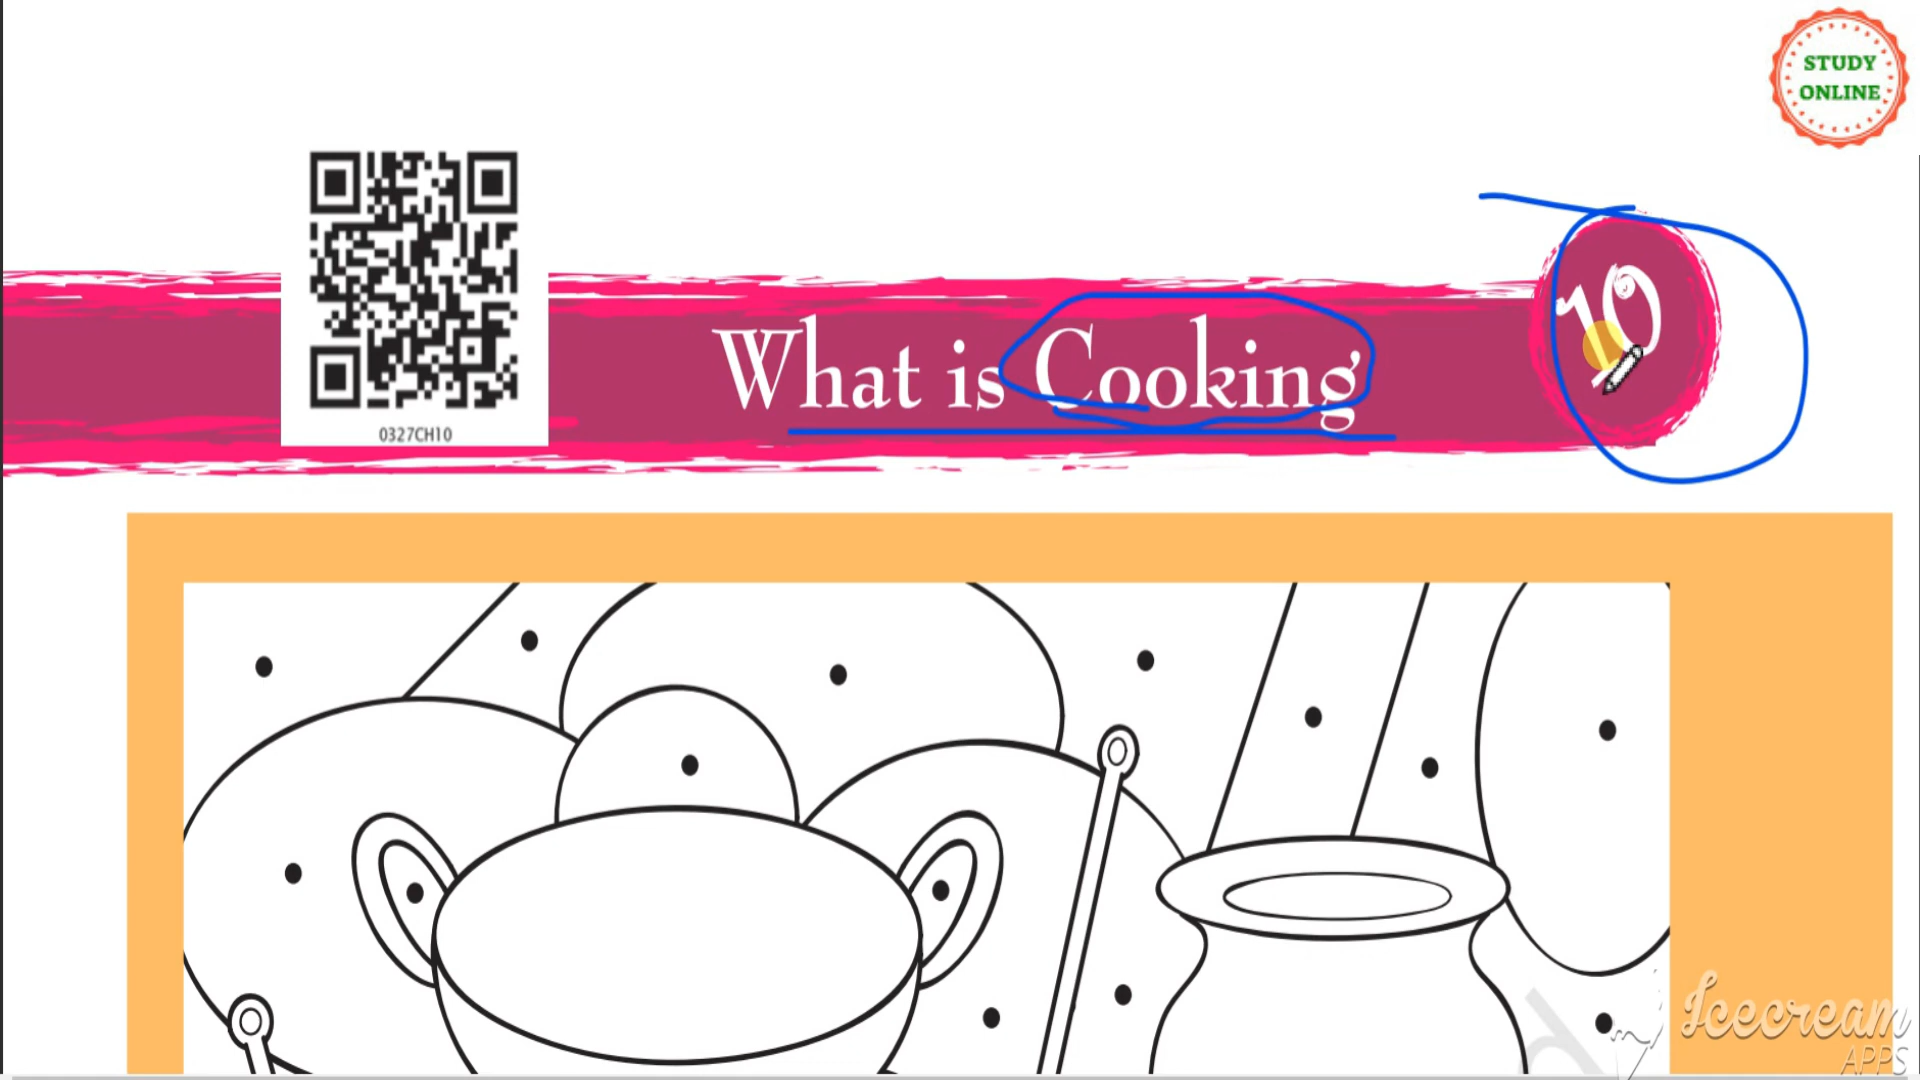 STUDY
ONLINE
10
What is Cooking
0327CH10
d
Icecream
APPS